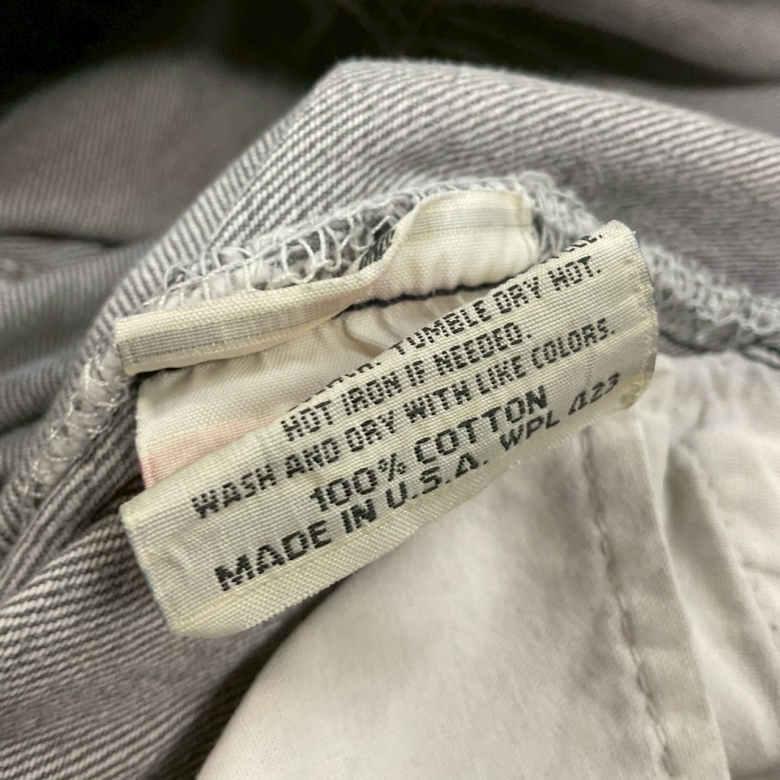 TUMBLE DRY HOT.
HOT IRON IF NEEDED.
WASH AND DRY WITH LIKE COLORS.
100% COTTON
MADE IN U.S.A. WPL 423